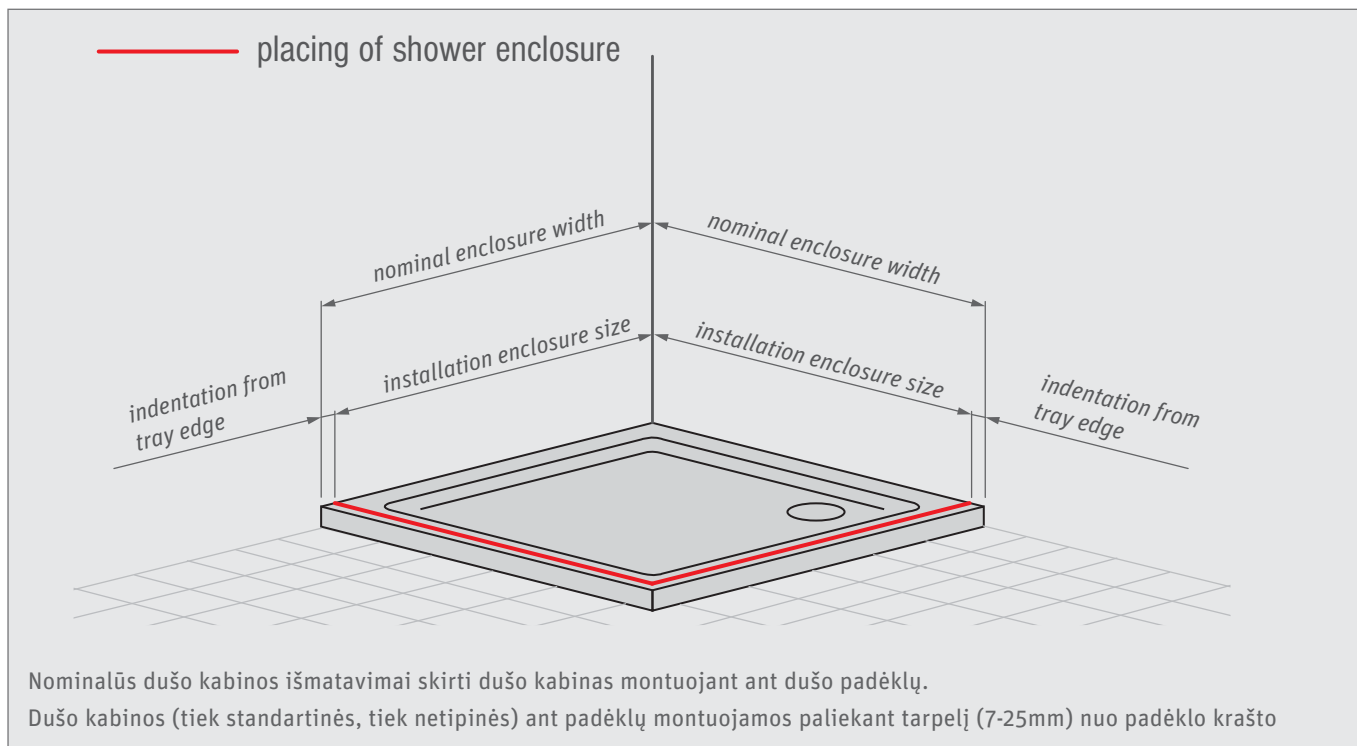 placing of shower enclosure
nominal enclosure width
nominal enclosure width
installation enclosure size
installation enclosure size
indentation from
tray edge
indentation from
tray edge
Nominalūs dušo kabinos išmatavimai skirti dušo kabinas montuojant ant dušo padėklų.
Dušo kabinos (tiek standartinės, tiek netipinės) ant padėklų montuojamos paliekant tarpelį (7-25mm) nuo padėklo krašto